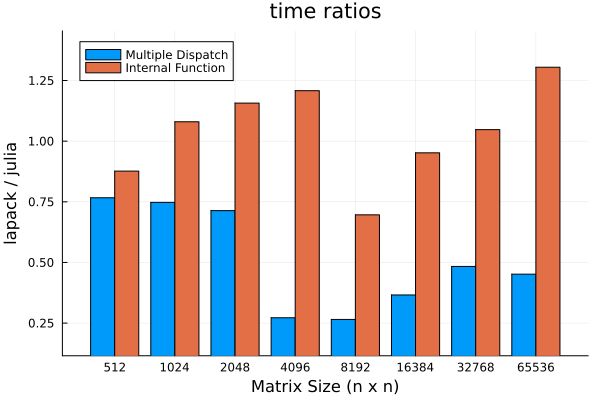 time ratios
Multiple Dispatch
Internal Function
lapack / julia
1.25
1.00
0.75
0.50
0.25
512 1024 2048 4096 8192 16384 32768 65536
Matrix Size (n x n)